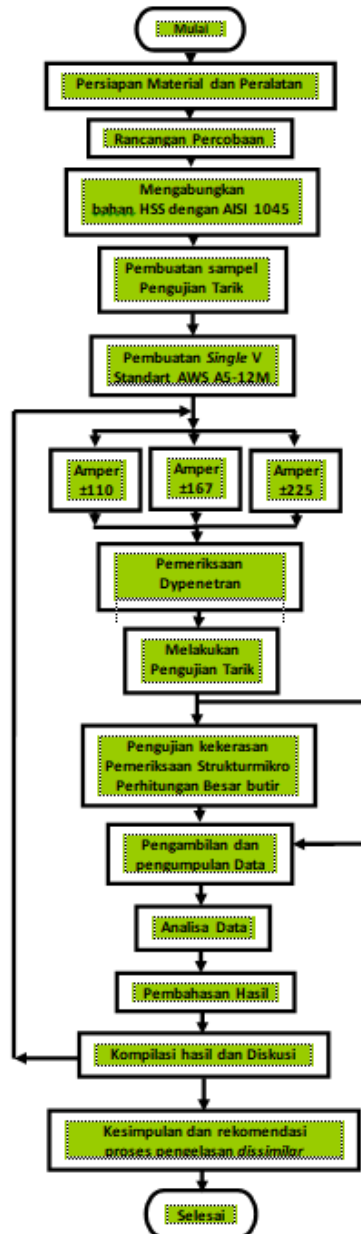 Mulai
Persiapan Material dan Peralatan
Rancangan Percobaan
Mengabungkan
bahan HSS dengan AISI 1045
Pembuatan sampel
Pengujian Tarik
Pembuatan Single V
Standart AWS A5-12M
Amper
±110
Amper
±167
Amper
±225
Pemeriksaan
Dypenetran
Melakukan
Pengujian Tarik
Pengujian kekerasan
Pemeriksaan Strukturmikro
Perhitungan Besar butir
Pengambilan dan
pengumpulan Data
Analisa Data
Pembahasan Hasil
Kompilasi hasil dan Diskusi
Kesimpulan dan rekomendasi
proses pengelasan dissimilar
Selesai